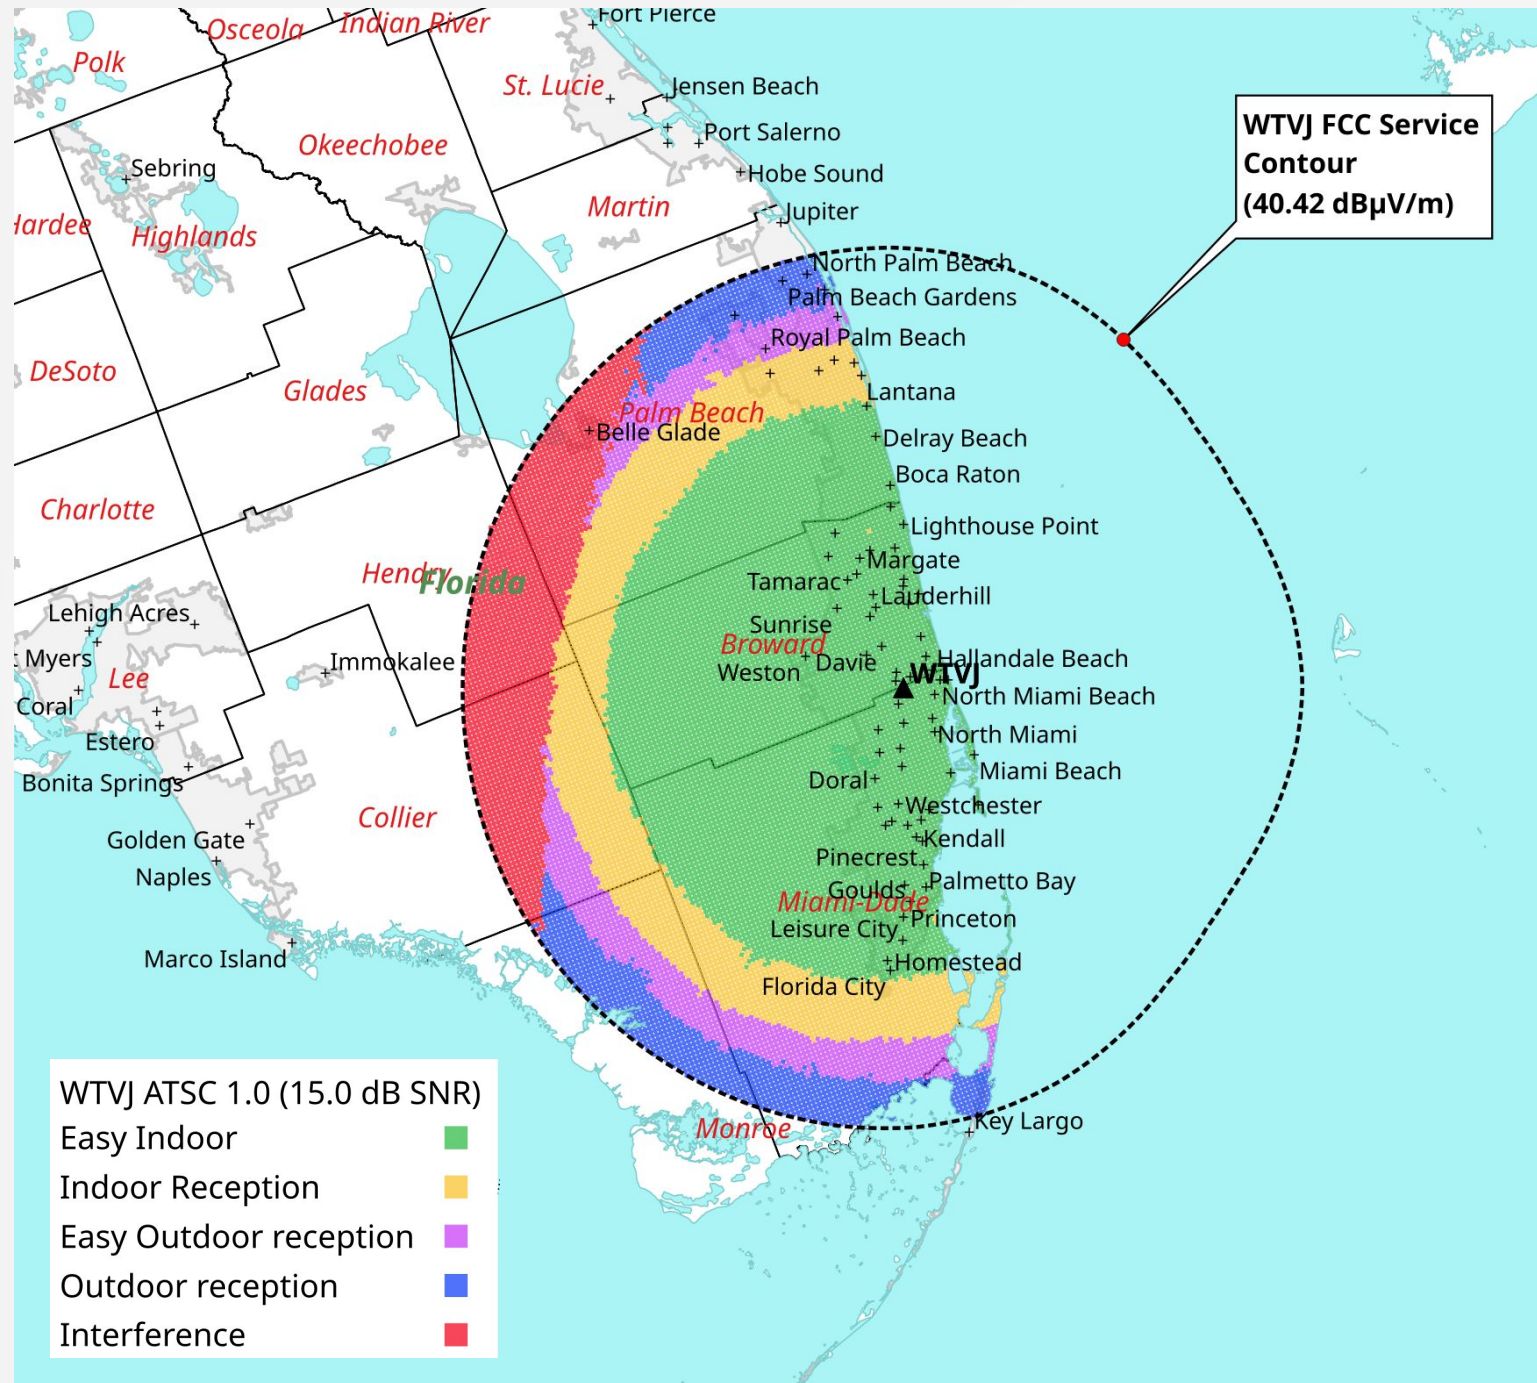 Fort Pierce
Osceola
Indian River
Polk
St. Lucie
Jensen Beach
Port Salerno
Okeechobee
Sebring
Hobe Sound
Martin
Jupiter
Hardee
Highlands
WTVJ FCC Service
Contour
(40.42 dBµV/m)
North Palm Beach
Palm Beach Gardens
Royal Palm Beach
DeSoto
Glades
Lantana
Palm Beach
Belle Glade
Delray Beach
Boca Raton
Charlotte
Lighthouse Point
Margate
Hendry
Florida
Tamarac
Lauderhill
Lehigh Acres
Sunrise
Broward
t Myers
Immokalee
Weston
Davie
Hallandale Beach
WTVJ
Lee
Coral
North Miami Beach
Estero
North Miami
Bonita Springs
Doral
Miami Beach
Collier
Westchester
Golden Gate
Kendall
Pinecrest
Naples
Goulds
Palmetto Bay
Miami-Dade
Princeton
Leisure City
Marco Island
Homestead
Florida City
Monroe
Key Largo
WTVJ ATSC 1.0 (15.0 dB SNR)
Easy Indoor
Indoor Reception
Easy Outdoor reception
Outdoor reception
Interference